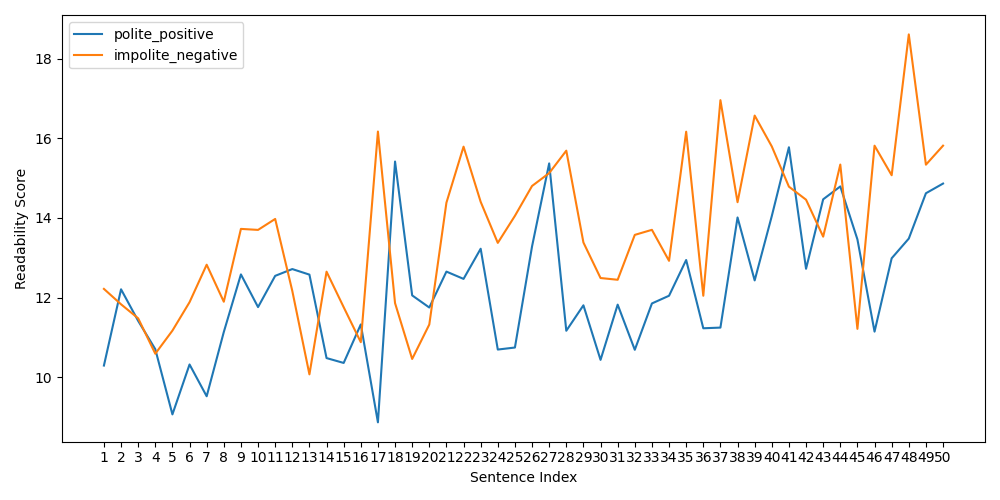 polite_positive
impolite_negative
18
16
14
12
10
Readability Score
1 2 3 4 5 6 7 8 9 10 11 12 13 14 15 16 17 18 19 20 21 22 23 24 25 26 27 28 29 30 31 32 33 34 35 36 37 38 39 40 41 42 43 44 45 46 47 48 49 50
Sentence Index